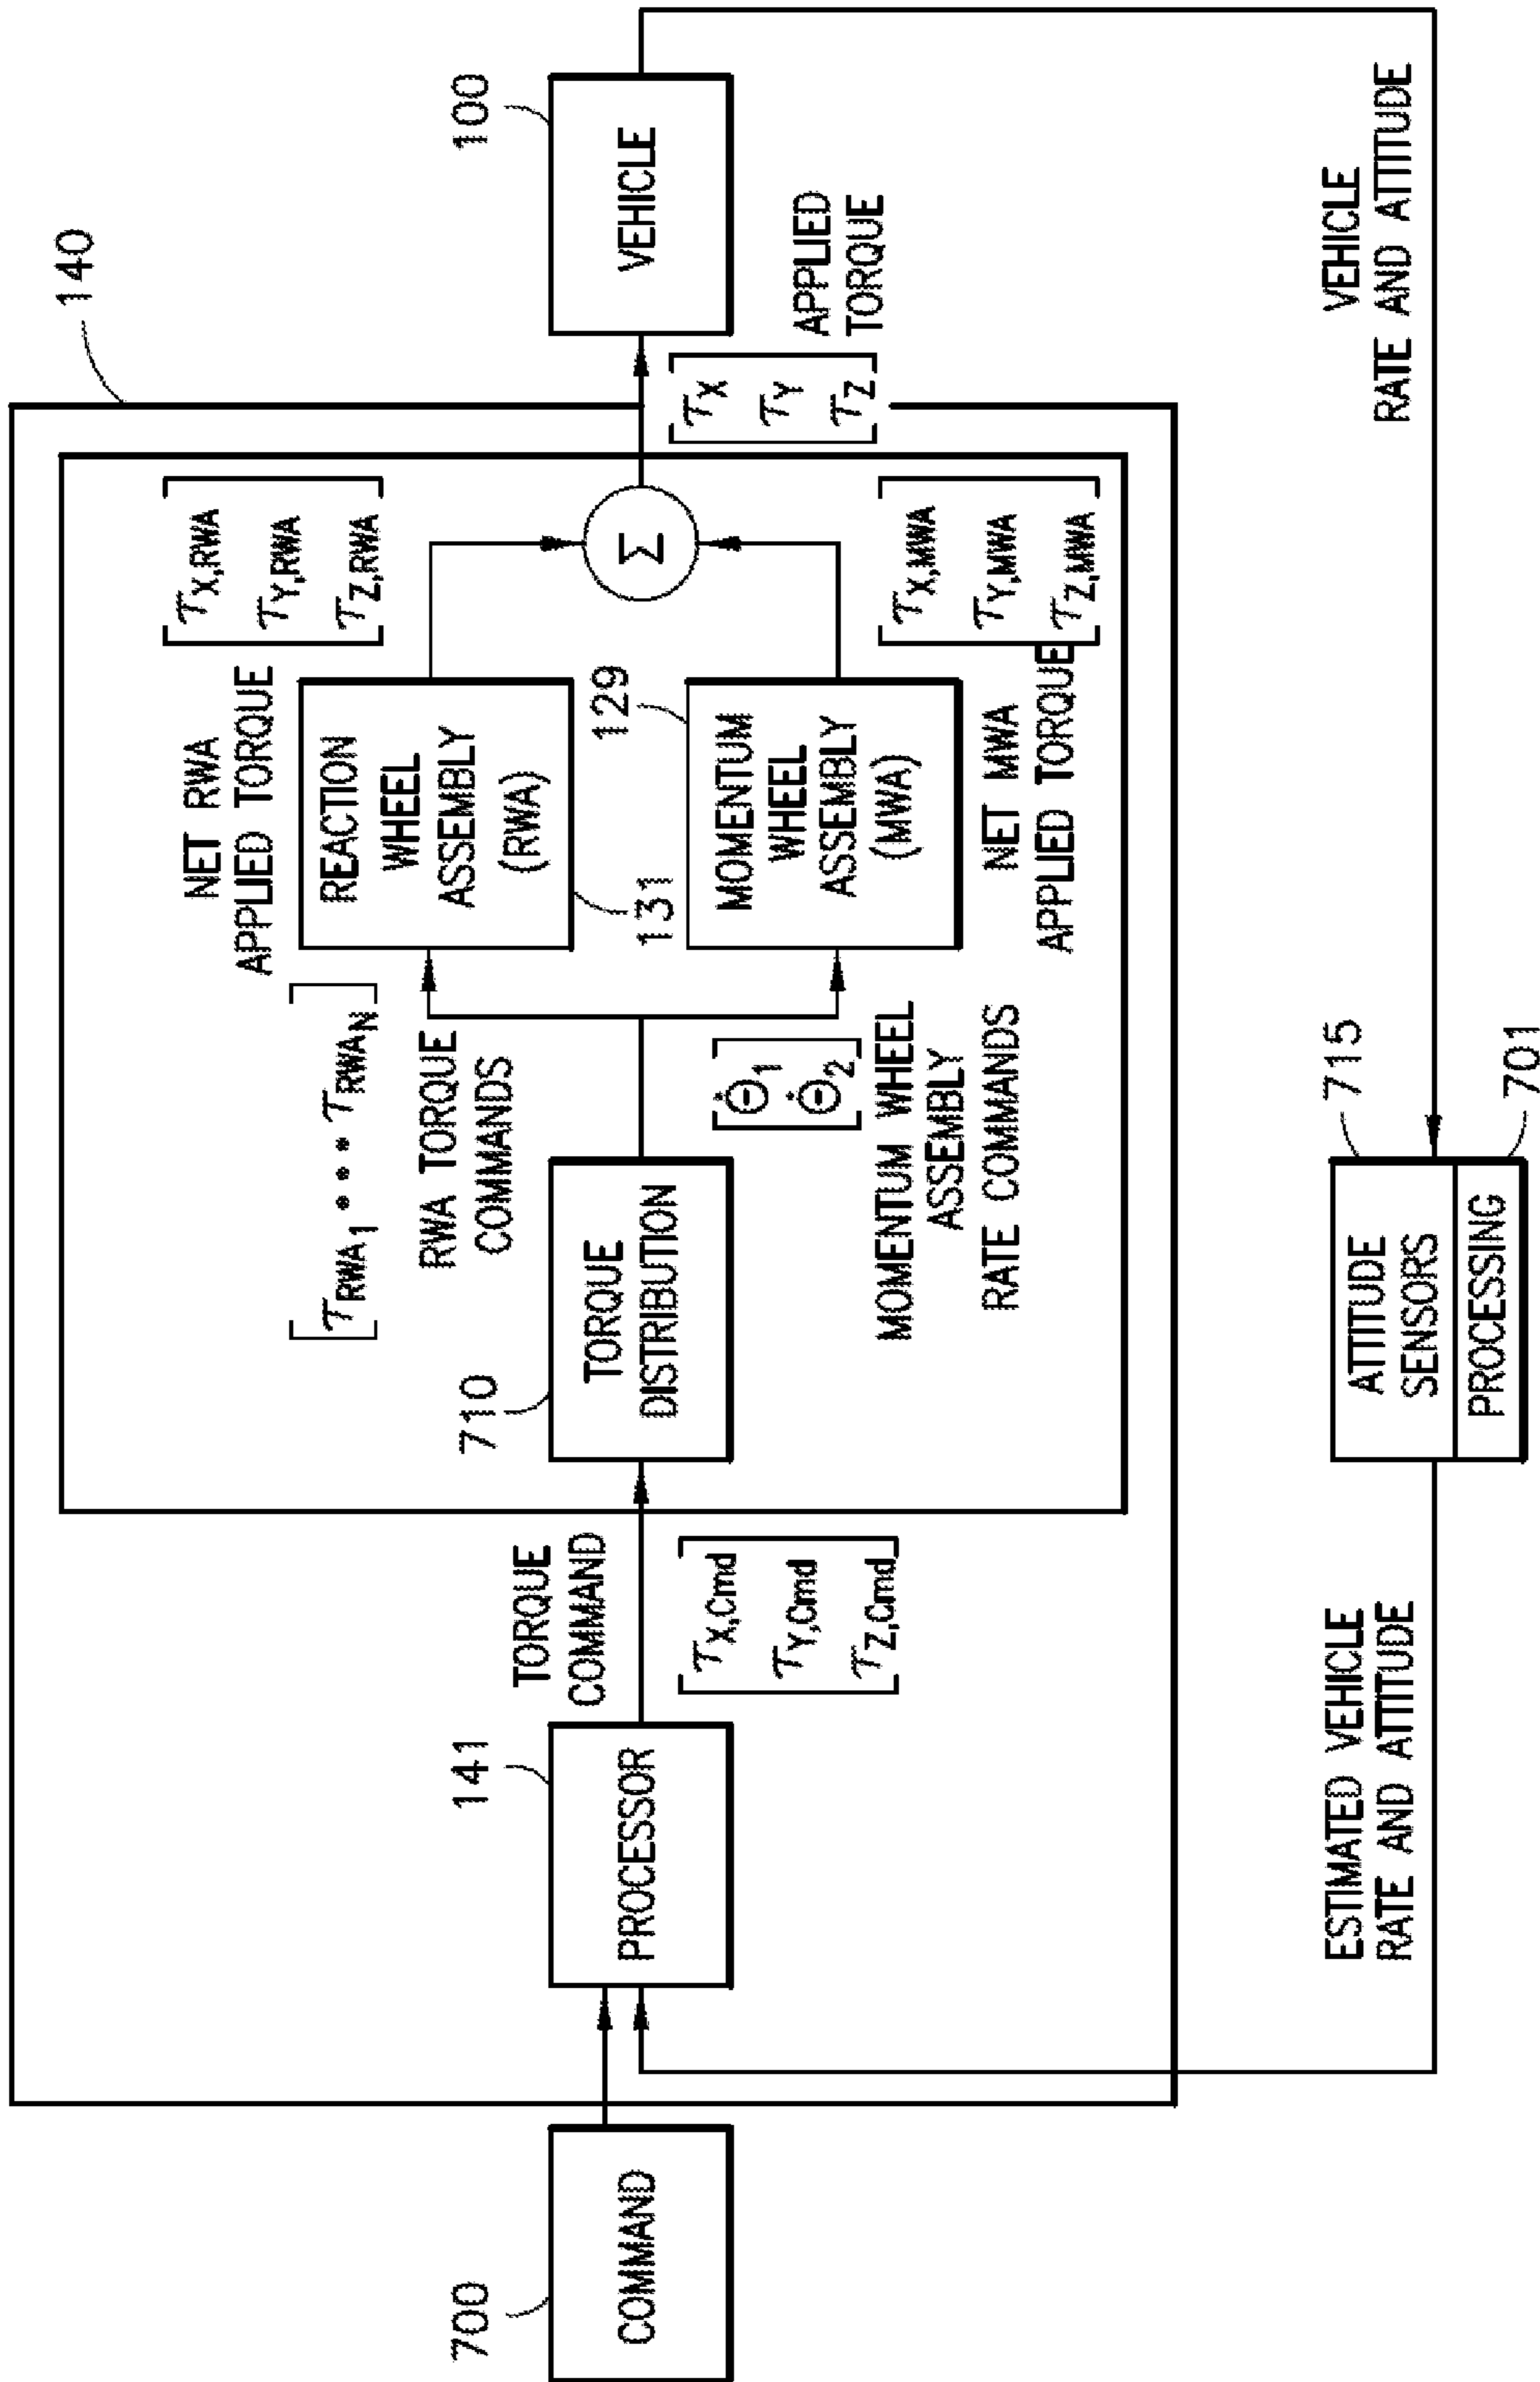 140
700
COMMAND
141
PROCESSOR
TORQUE
COMMAND
[τX,Cmd
τY,Cmd
τZ,Cmd]
710
TORQUE
DISTRIBUTION
[τRWA1 • • • τRWAN]
RWA TORQUE
COMMANDS
[Θ̇1
Θ̇2]
MOMENTUM WHEEL
ASSEMBLY
RATE COMMANDS
NET RWA
APPLIED TORQUE
[τX,RWA
τY,RWA
τZ,RWA]
REACTION
WHEEL
ASSEMBLY
(RWA)
131
129
MOMENTUM
WHEEL
ASSEMBLY
(MWA)
NET MWA
APPLIED TORQUE
[τX,MWA
τY,MWA
τZ,MWA]
Σ
[τX
τY
τZ]
APPLIED
TORQUE
100
VEHICLE
ESTIMATED VEHICLE
RATE AND ATTITUDE
715
ATTITUDE
SENSORS
PROCESSING
701
VEHICLE
RATE AND ATTITUDE